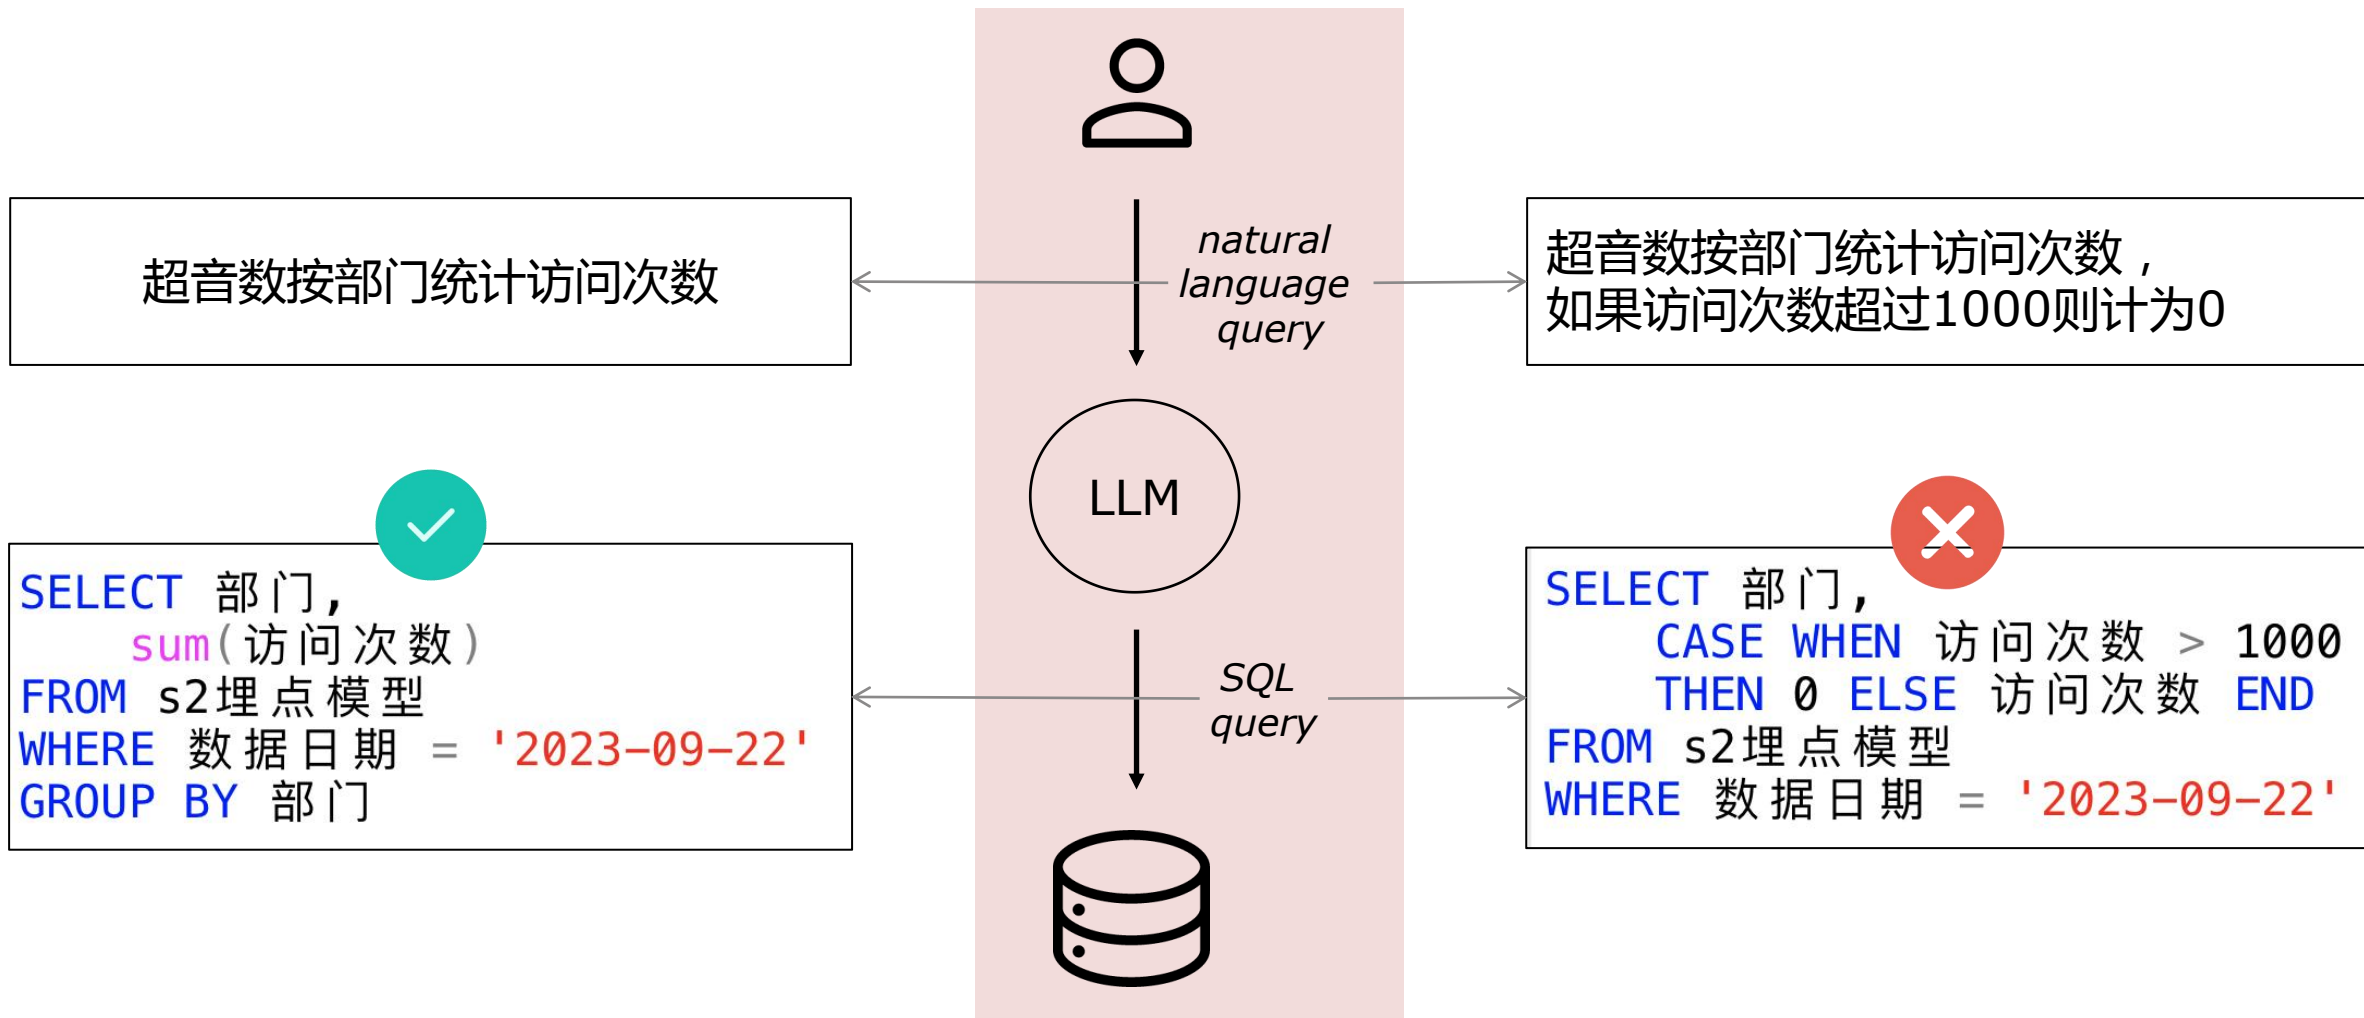 超音数按部门统计访问次数
natural
language
query
超音数按部门统计访问次数，
如果访问次数超过1000则计为0
LLM
SELECT 部门,
sum(访问次数)
FROM s2埋点模型
WHERE 数据日期 = '2023-09-22'
GROUP BY 部门
SQL
query
SELECT 部门,
CASE WHEN 访问次数 > 1000
THEN 0 ELSE 访问次数 END
FROM s2埋点模型
WHERE 数据日期 = '2023-09-22'